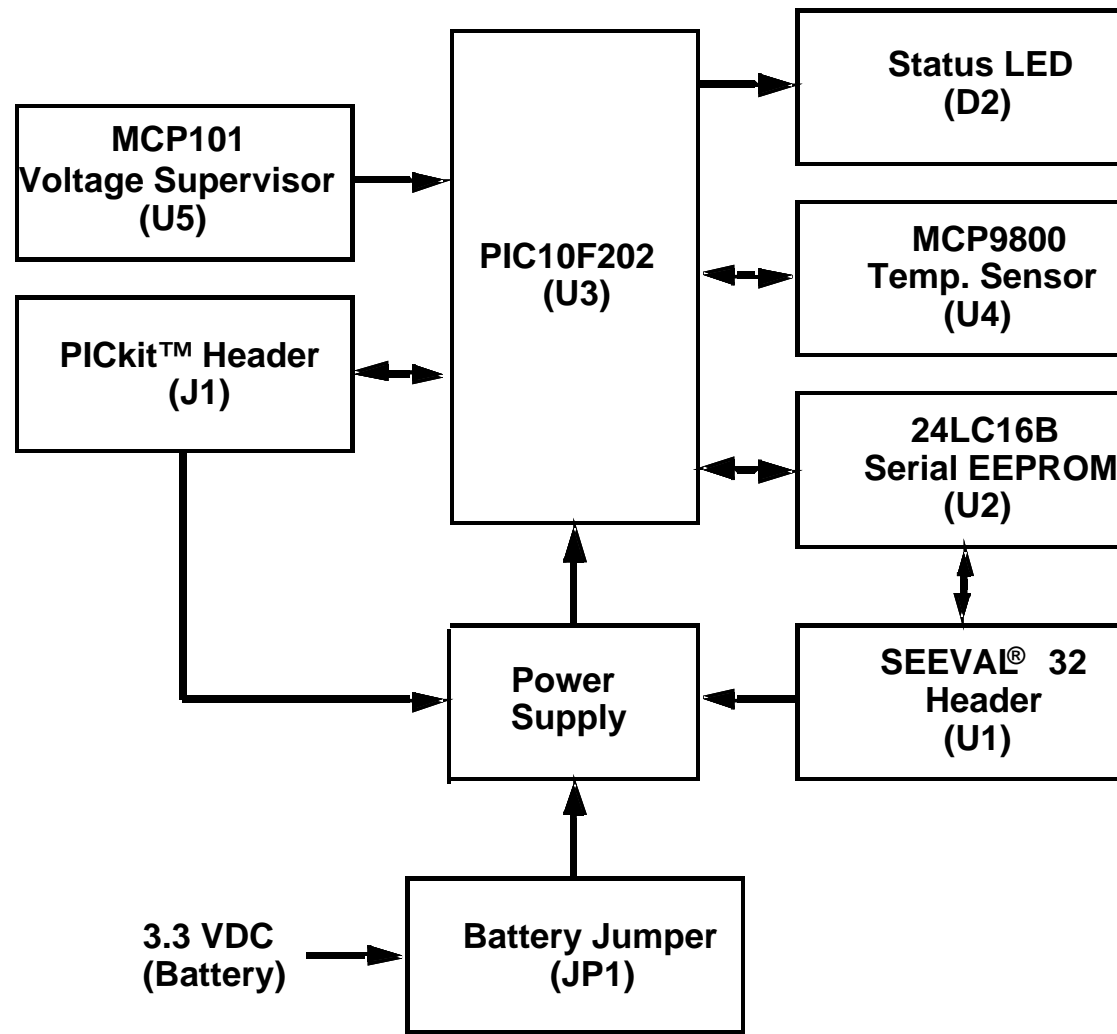 MCP101
Voltage Supervisor
(U5)
PICkit™ Header
(J1)
PIC10F202
(U3)
Status LED
(D2)
MCP9800
Temp. Sensor
(U4)
24LC16B
Serial EEPROM
(U2)
SEEVAL® 32
Header
(U1)
Power
Supply
3.3 VDC
(Battery)
Battery Jumper
(JP1)